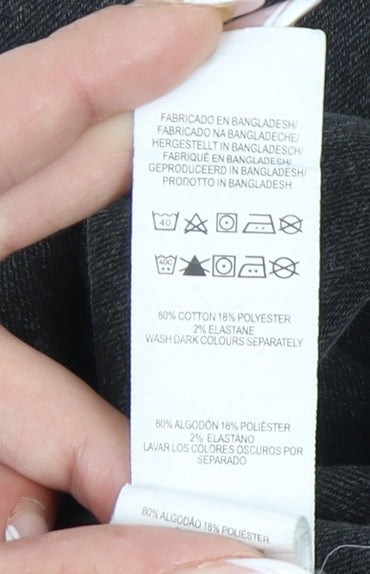 FABRICADO EN BANGLADESH/
FABRICADO NA BANGLADECHE/
HERGESTELLT IN BANGLADESCH/
FABRIQUÉ EN BANGLADESH/
GEPRODUCEERD IN BANGLADESH/
PRODOTTO IN BANGLADESH
40
80% COTTON 18% POLYESTER
2% ELASTANE
WASH DARK COLOURS SEPARATELY
80% ALGODÓN 18% POLIÉSTER
2% ELASTANO
LAVAR LOS COLORES OSCUROS POR
SEPARADO
80% ALGODÃO 18% POLIÉSTER